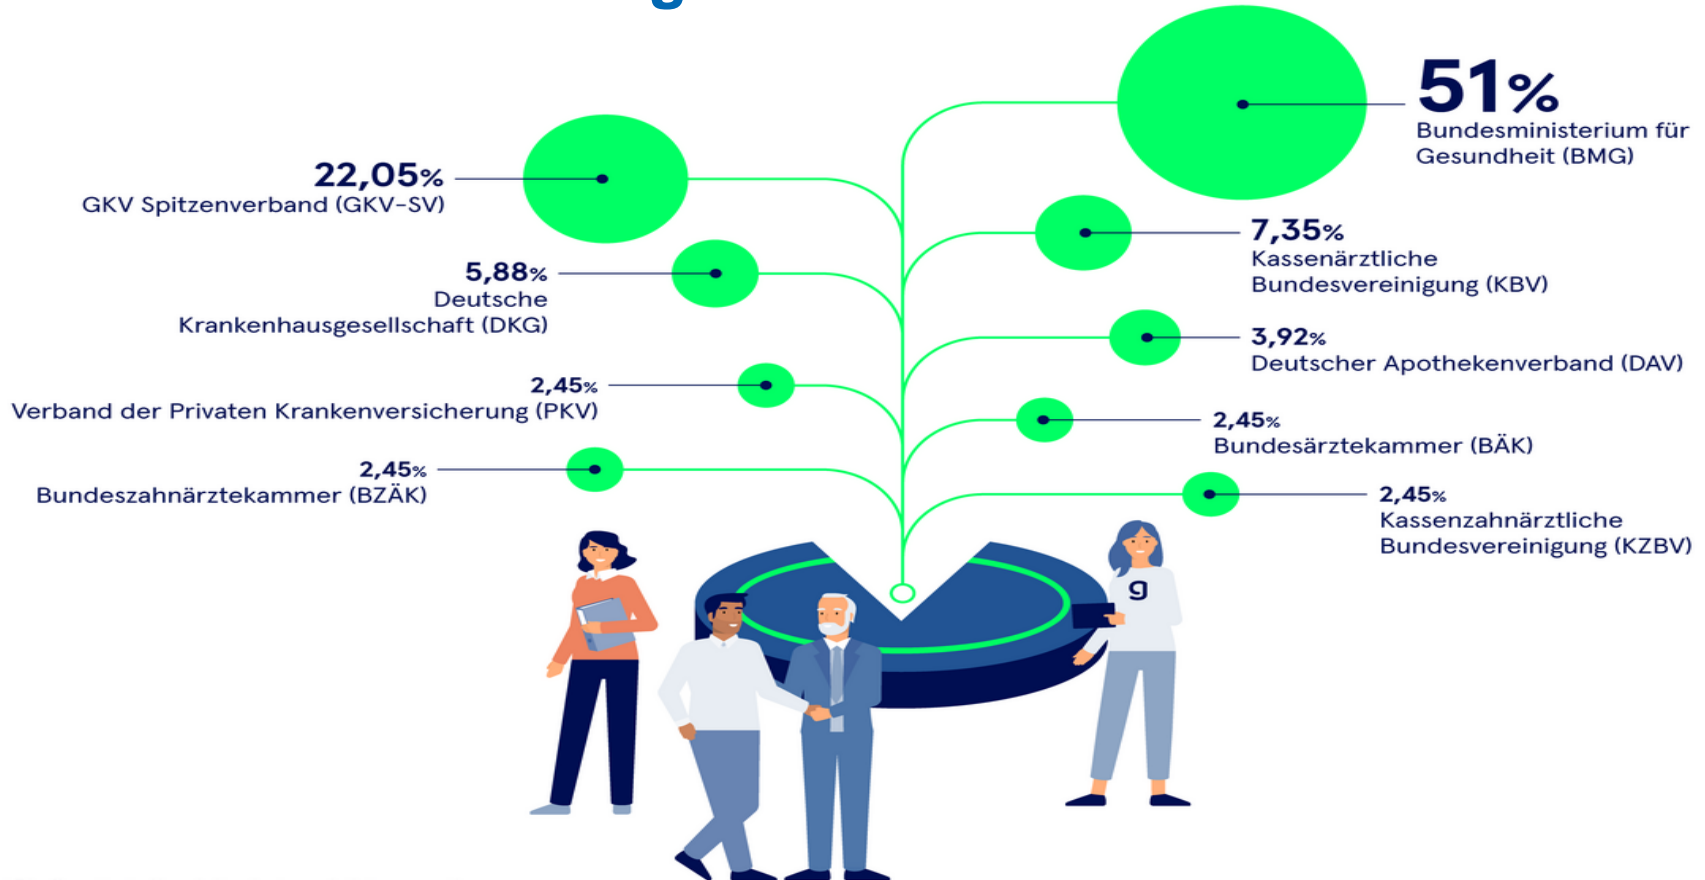 51%
Bundesministerium für
Gesundheit (BMG)
22,05%
GKV Spitzenverband (GKV-SV)
7,35%
Kassenärztliche
Bundesvereinigung (KBV)
5,88%
Deutsche
Krankenhausgesellschaft (DKG)
3,92%
Deutscher Apothekenverband (DAV)
2,45%
Verband der Privaten Krankenversicherung (PKV)
2,45%
Bundesärztekammer (BÄK)
2,45%
Bundeszahnärztekammer (BZÄK)
2,45%
Kassenzahnärztliche
Bundesvereinigung (KZBV)
g